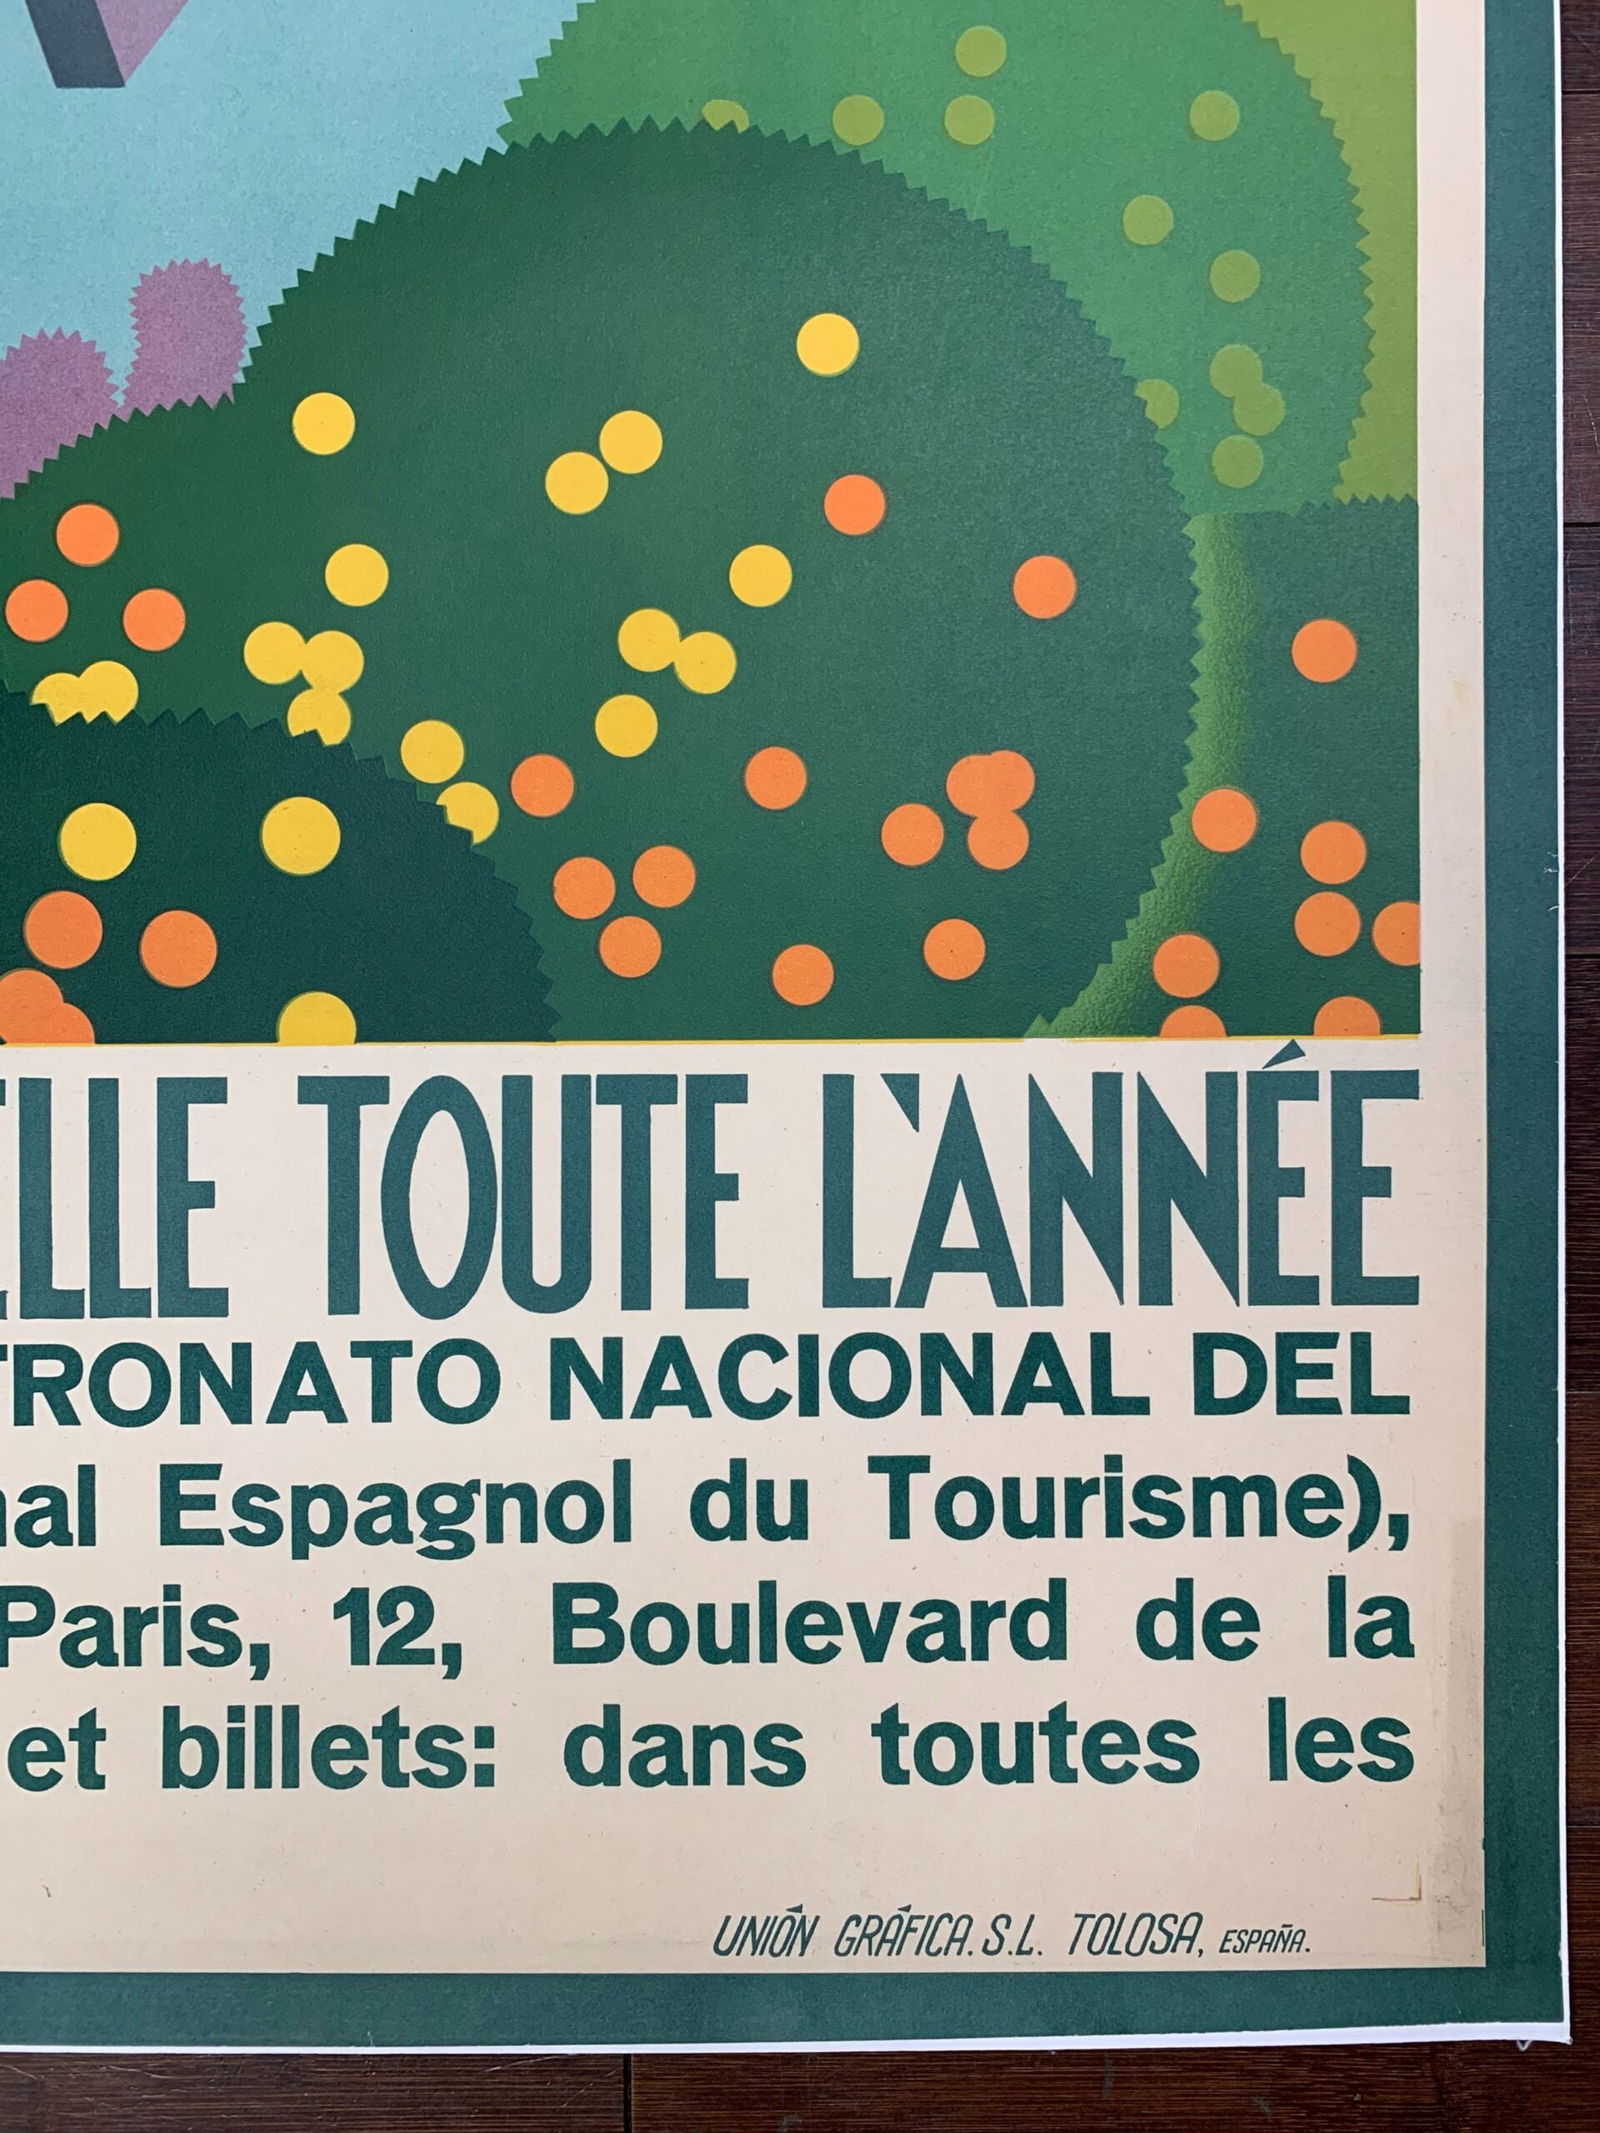 ELLE TOUTE L'ANNÉE
TRONATO NACIONAL DEL
nal Espagnol du Tourisme),
Paris, 12, Boulevard de la
et billets: dans toutes les
UNIÓN GRÁFICA. S.L. TOLOSA, ESPAÑA.